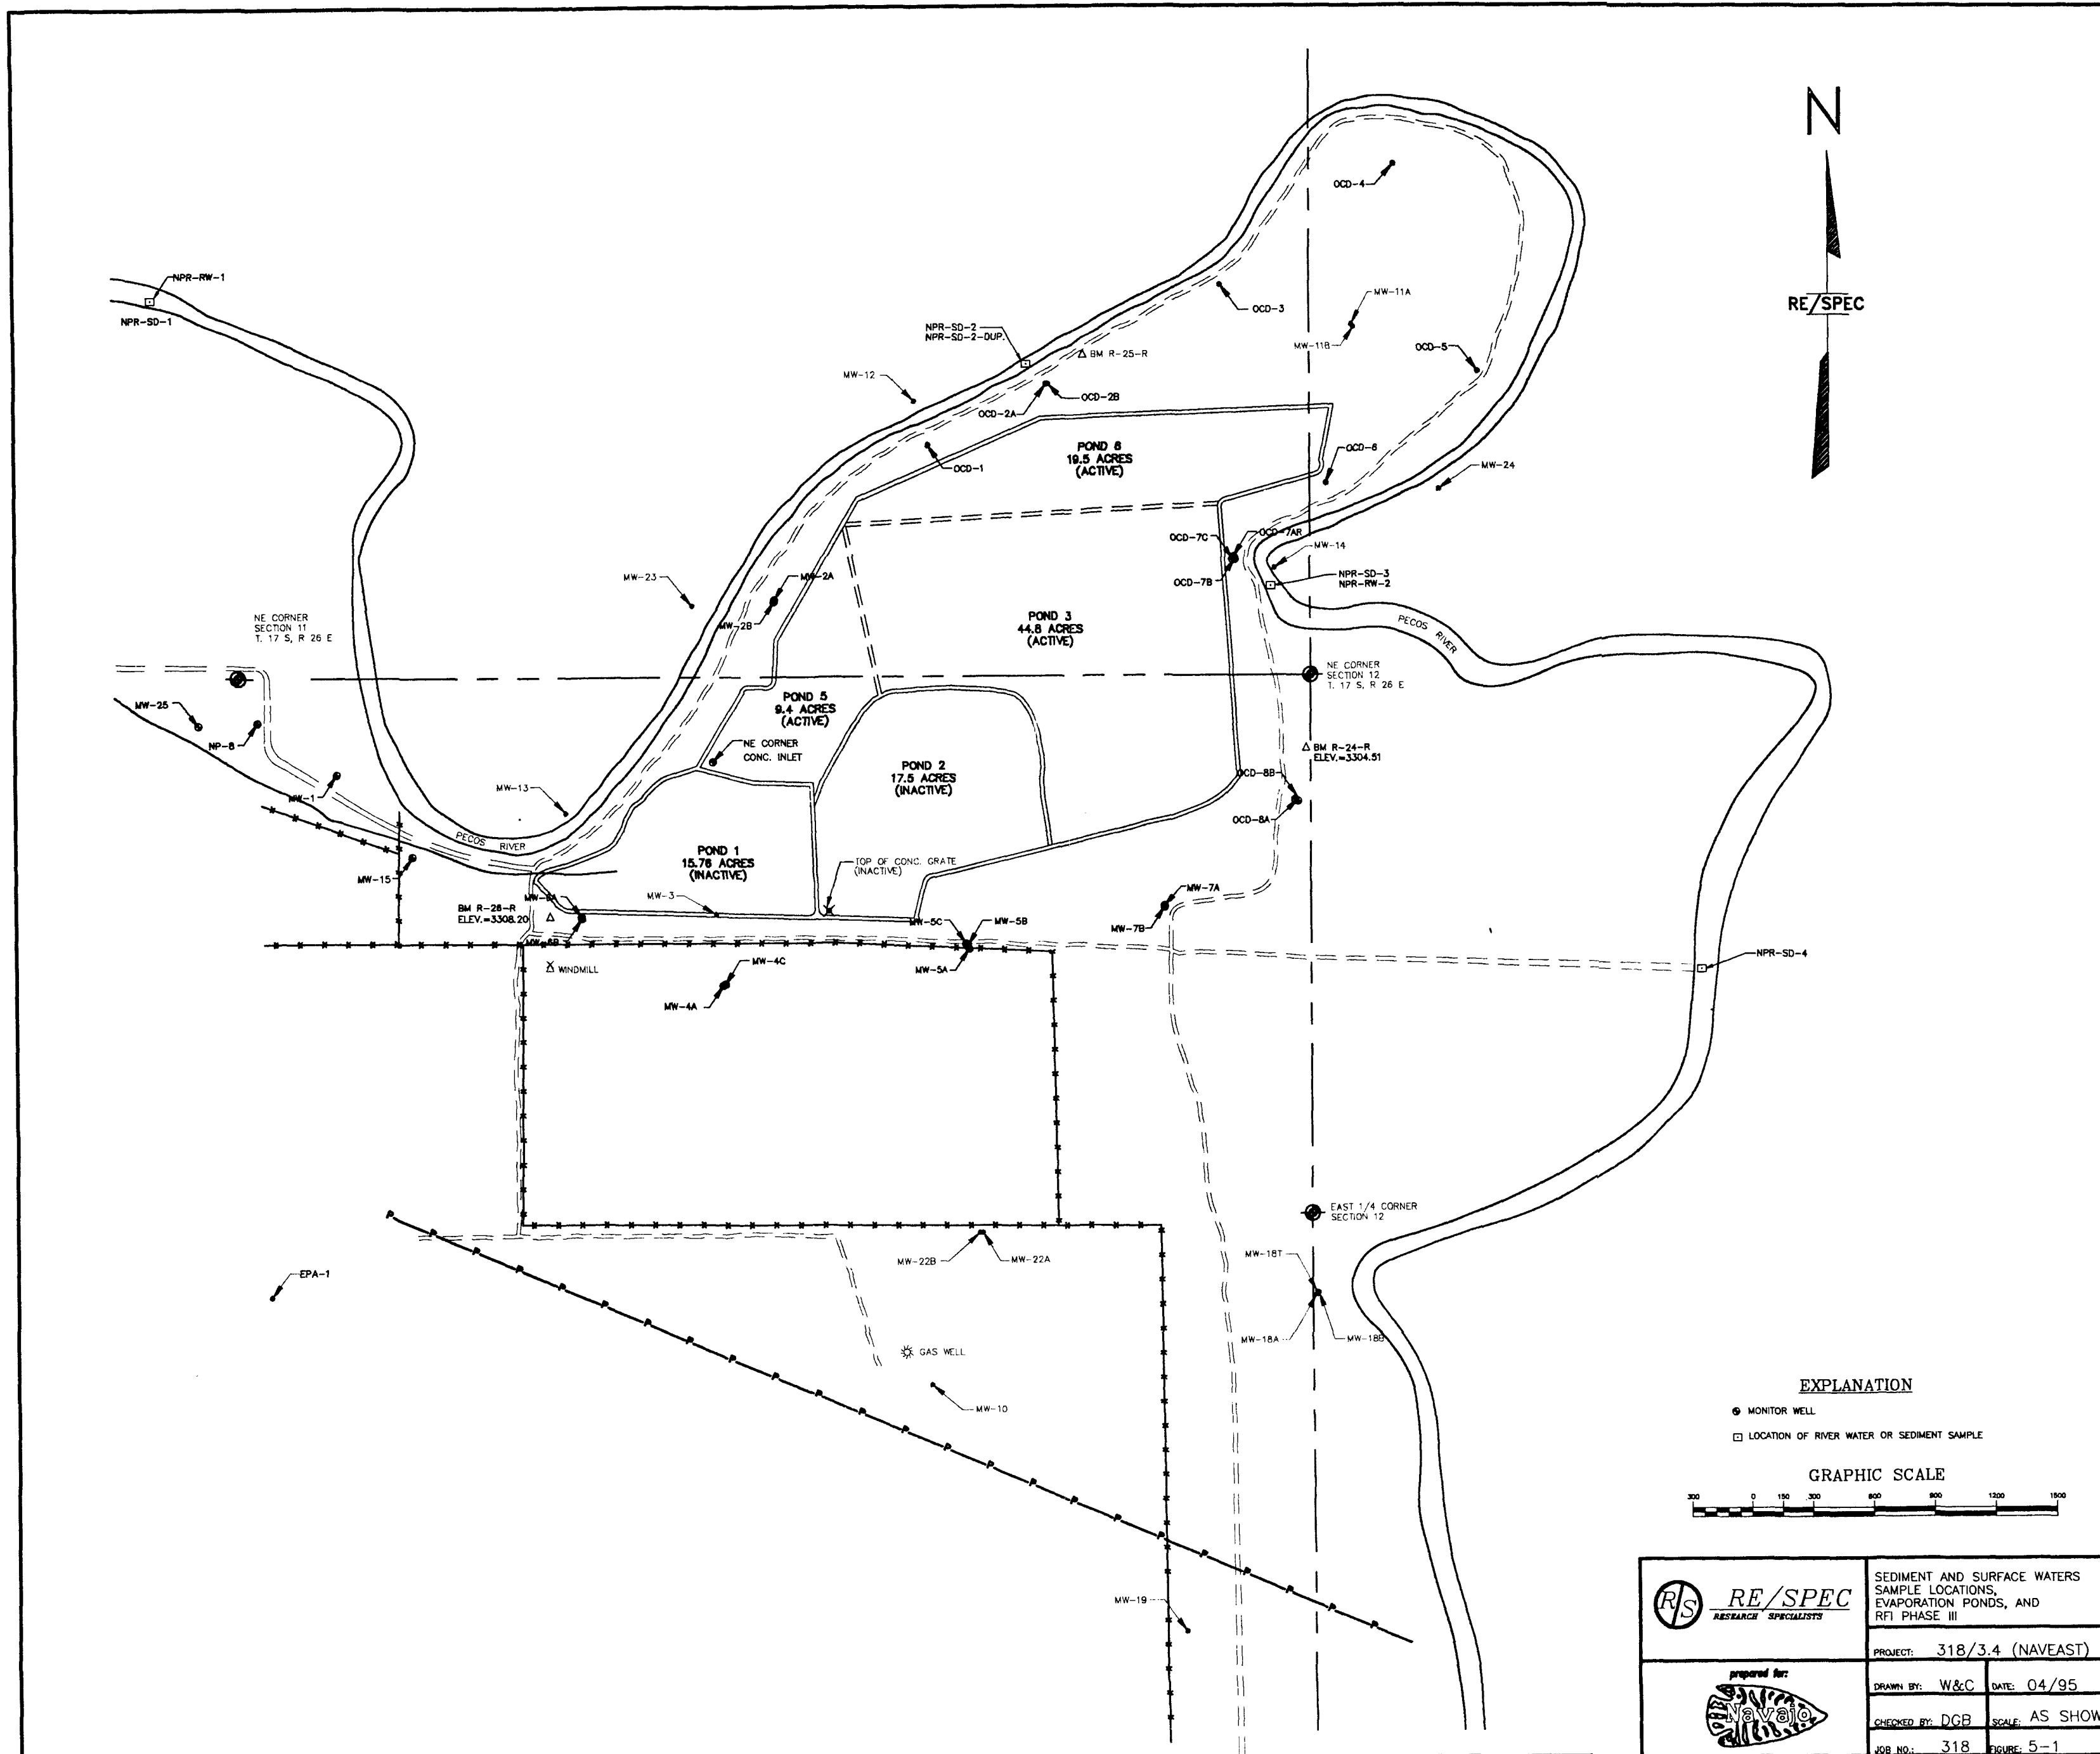 N
RE/SPEC
OCD-4
NPR-RW-1
NPR-SD-1
OCD-3
MW-11A
MW-11B
NPR-SD-2
NPR-SD-2-DUP.
BM R-25-R
OCD-5
MW-12
OCD-2B
OCD-2A
POND 6
19.5 ACRES
(ACTIVE)
OCD-1
OCD-6
MW-24
OCD-7C
OCD-7AR
MW-14
OCD-7B
NPR-SD-3
NPR-RW-2
MW-23
MW-2A
MW-2B
POND 3
44.8 ACRES
(ACTIVE)
PECOS RIVER
NE CORNER
SECTION 11
T. 17 S, R 26 E
NE CORNER
SECTION 12
T. 17 S, R 26 E
MW-25
NP-8
POND 5
9.4 ACRES
(ACTIVE)
NE CORNER
CONC. INLET
BM R-24-R
ELEV.=3304.51
POND 2
17.5 ACRES
(INACTIVE)
OCD-8B
OCD-8A
MW-1
MW-13
PECOS RIVER
POND 1
15.76 ACRES
(INACTIVE)
TOP OF CONC. GRATE
(INACTIVE)
MW-15
MW-6A
MW-3
BM R-26-R
ELEV.=3308.20
MW-6B
MW-5C
MW-5B
MW-5A
MW-7A
MW-7B
NPR-SD-4
WINDMILL
MW-4C
MW-4A
EAST 1/4 CORNER
SECTION 12
MW-22B
MW-22A
MW-18T
MW-18A
MW-18B
EPA-1
GAS WELL
MW-10
MW-19
EXPLANATION
MONITOR WELL
LOCATION OF RIVER WATER OR SEDIMENT SAMPLE
GRAPHIC SCALE
300 0 150 300 600 900 1200 1500
R/S RE/SPEC
RESEARCH SPECIALISTS
SEDIMENT AND SURFACE WATERS
SAMPLE LOCATIONS,
EVAPORATION PONDS, AND
RFI PHASE III
PROJECT: 318/3.4 (NAVEAST)
prepared for:
Navajo
DRAWN BY: W&C DATE: 04/95
CHECKED BY: DGB SCALE: AS SHOW
JOB NO.: 318 FIGURE: 5-1